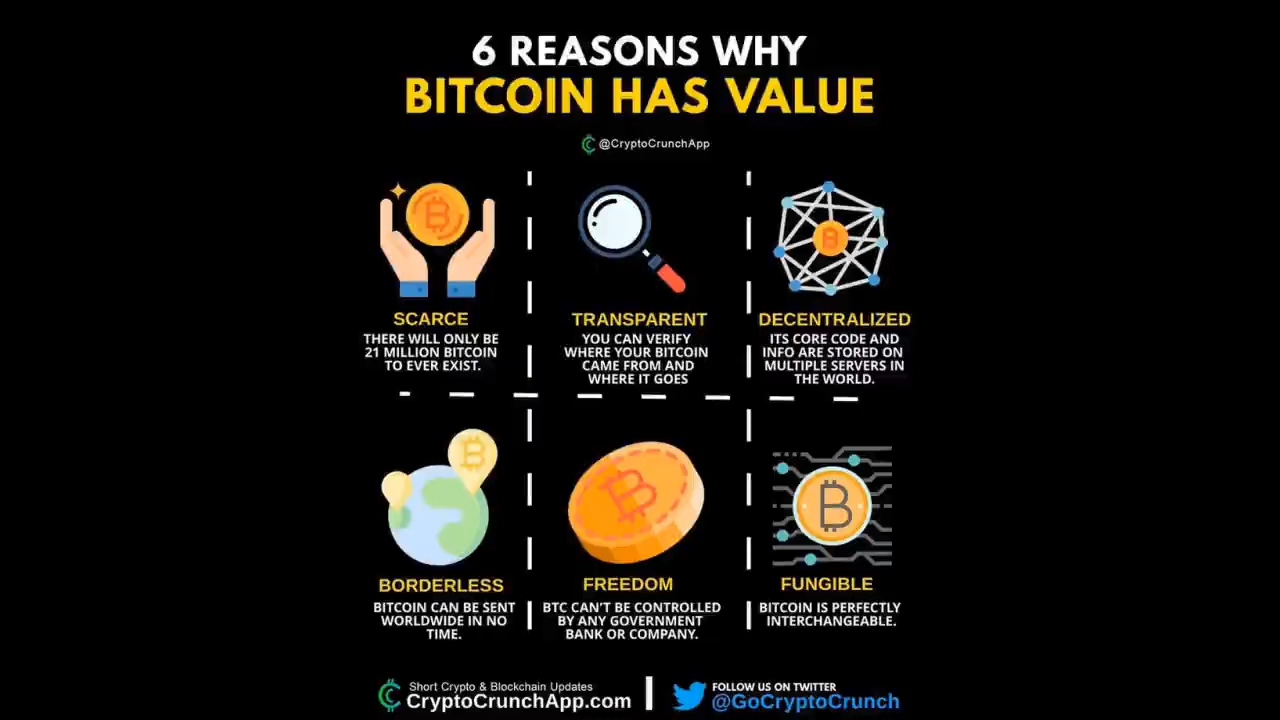 6 REASONS WHY
BITCOIN HAS VALUE
@CryptoCrunchApp
SCARCE
THERE WILL ONLY BE
21 MILLION BITCOIN
TO EVER EXIST.
TRANSPARENT
YOU CAN VERIFY
WHERE YOUR BITCOIN
CAME FROM AND
WHERE IT GOES
DECENTRALIZED
ITS CORE CODE AND
INFO ARE STORED ON
MULTIPLE SERVERS IN
THE WORLD.
BORDERLESS
BITCOIN CAN BE SENT
WORLDWIDE IN NO
TIME.
FREEDOM
BTC CAN'T BE CONTROLLED
BY ANY GOVERNMENT
BANK OR COMPANY.
FUNGIBLE
BITCOIN IS PERFECTLY
INTERCHANGEABLE.
Short Crypto & Blockchain Updates
CryptoCrunchApp.com
FOLLOW US ON TWITTER
@GoCryptoCrunch